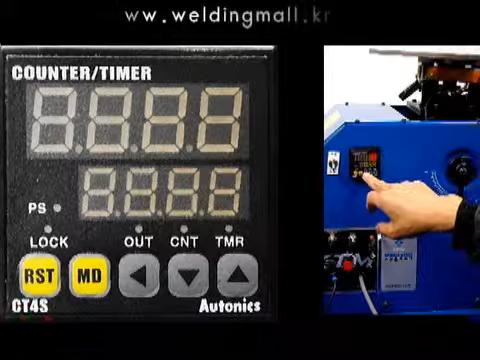 www.weldingmall.kr
COUNTER/TIMER
PS
LOCK OUT CNT TMR
RST MD
CT4S Autonics